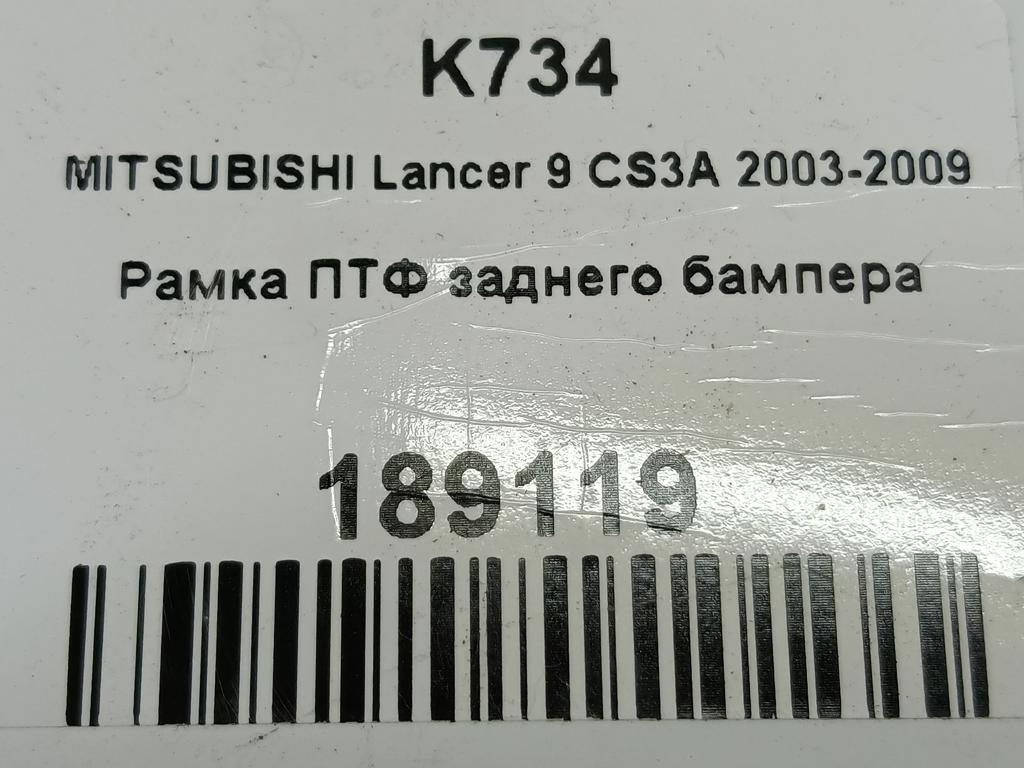 K734
MITSUBISHI Lancer 9 CS3A 2003-2009
Рамка ПТФ заднего бампера
189119